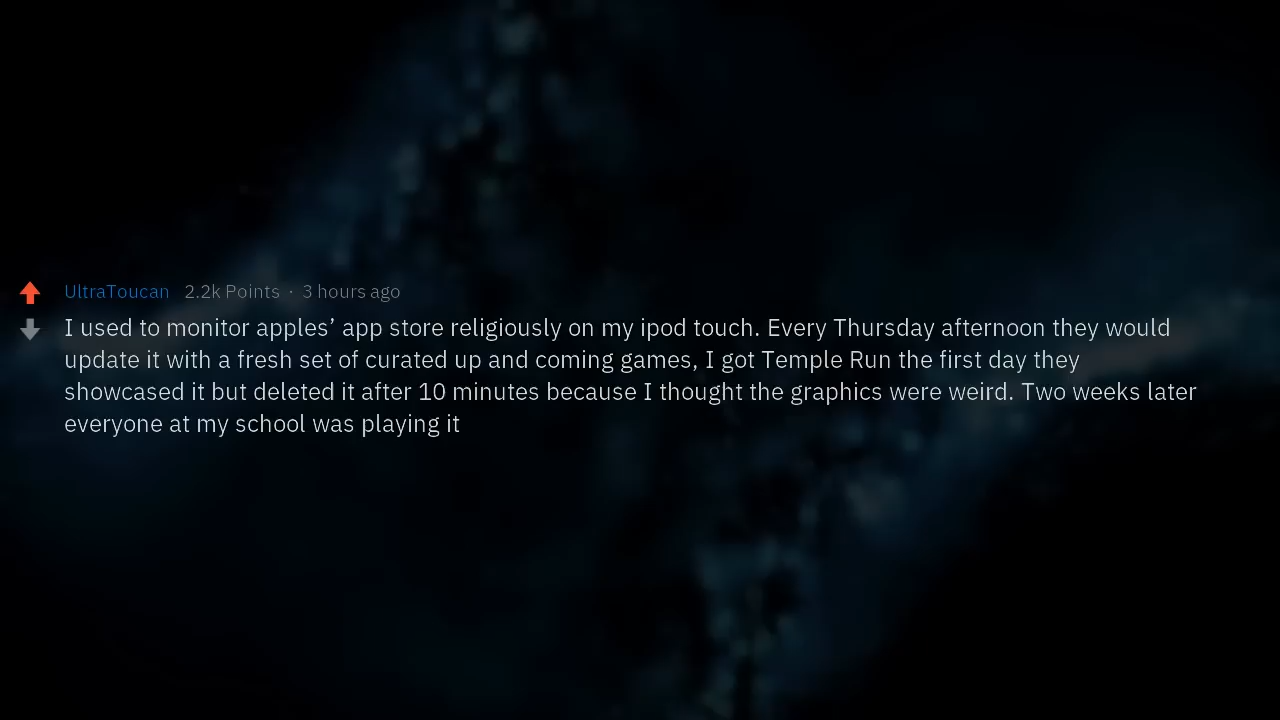 UltraToucan 2.2k Points · 3 hours ago
I used to monitor apples’ app store religiously on my ipod touch. Every Thursday afternoon they would
update it with a fresh set of curated up and coming games, I got Temple Run the first day they
showcased it but deleted it after 10 minutes because I thought the graphics were weird. Two weeks later
everyone at my school was playing it